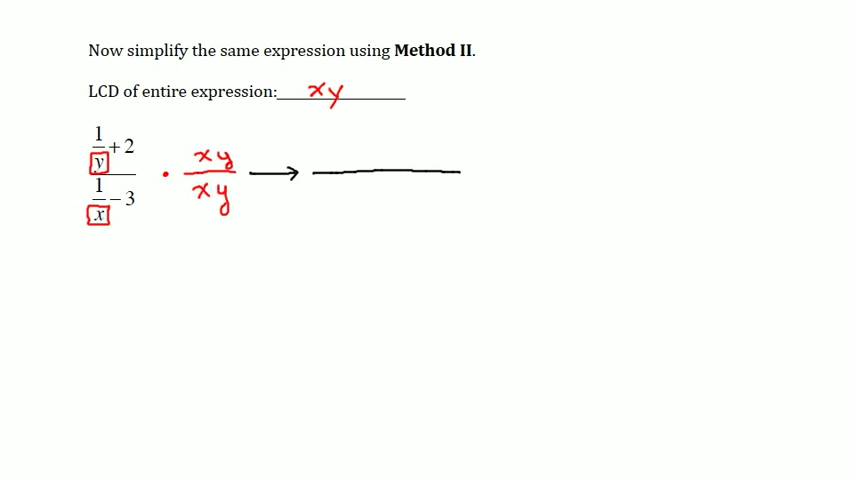 Now simplify the same expression using Method II.
LCD of entire expression: xy
1
y + 2
1
x − 3
· xy
xy →